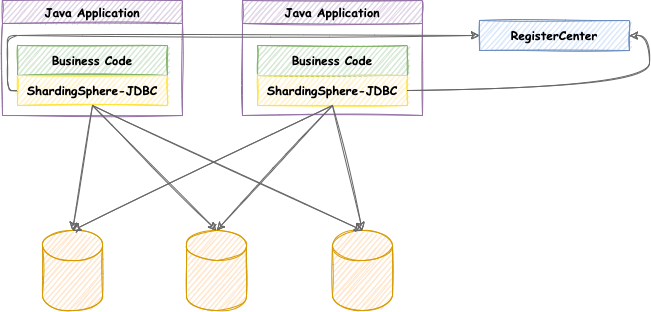 Java Application
Java Application
RegisterCenter
Business Code
Business Code
ShardingSphere-JDBC
ShardingSphere-JDBC